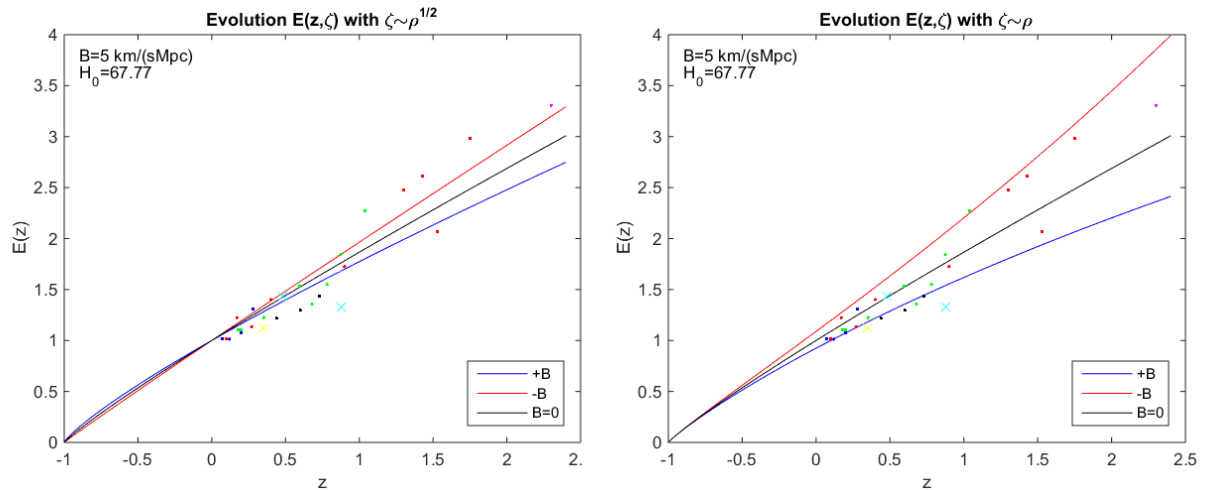 Evolution E(z,ζ) with ζ~ρ^1/2
B=5 km/(sMpc)
H_0=67.77
E(z)
4
3.5
3
2.5
2
1.5
1
0.5
0
-1
-0.5
0
0.5
1
1.5
2
2.
z
+B
-B
B=0
Evolution E(z,ζ) with ζ~ρ
B=5 km/(sMpc)
H_0=67.77
E(z)
4
3.5
3
2.5
2
1.5
1
0.5
0
-1
-0.5
0
0.5
1
1.5
2
2.5
z
+B
-B
B=0